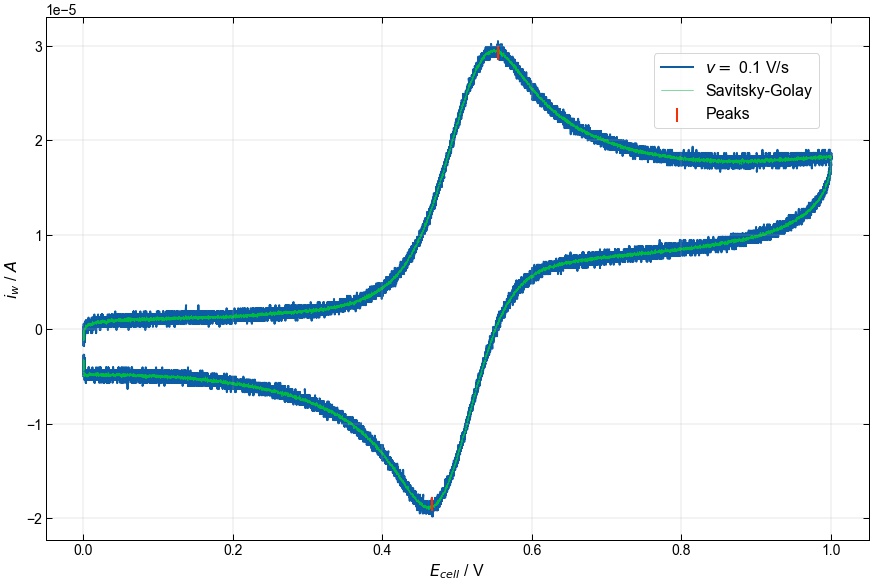 1e−5
3
2
1
0
−1
−2
i_w / A
v = 0.1 V/s
Savitsky-Golay
Peaks
0.0 0.2 0.4 0.6 0.8 1.0
E_cell / V